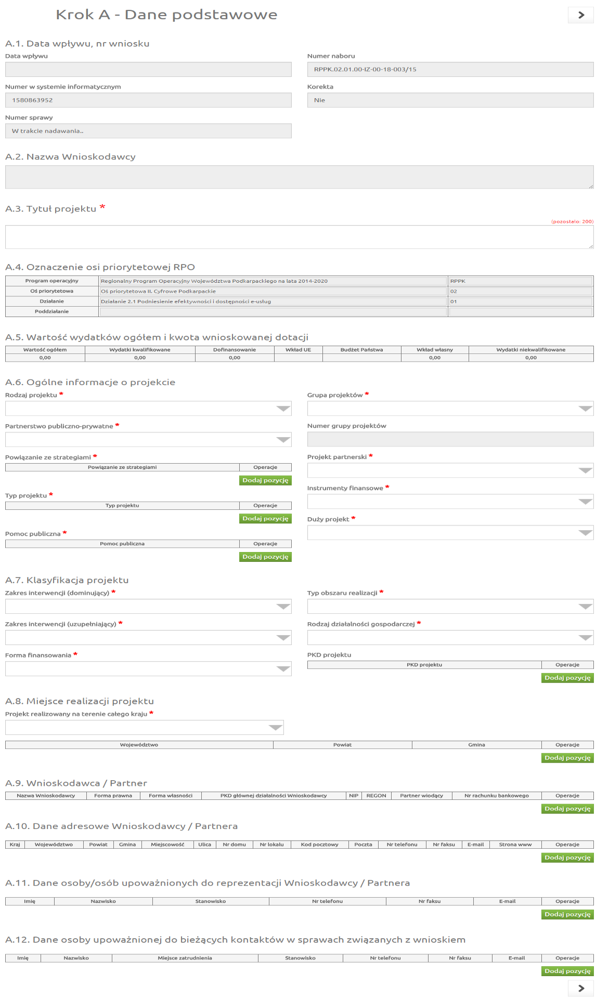 Krok A - Dane podstawowe
A.1. Data wpływu, nr wniosku
Data wpływu
Numer naboru
RPPK.02.01.00-IZ-00-18-003/15
Numer w systemie informatycznym
Korekta
1580863952
Nie
Numer sprawy
W trakcie nadawania..
A.2. Nazwa Wnioskodawcy
A.3. Tytuł projektu *
(pozostało: 200)
A.4. Oznaczenie osi priorytetowej RPO
Program operacyjny Regionalny Program Operacyjny Województwa Podkarpackiego na lata 2014-2020 RPPK
Oś priorytetowa Oś priorytetowa II. Cyfrowe Podkarpackie 02
Działanie Działanie 2.1 Podniesienie efektywności i dostępności e-usług 01
Poddziałanie
A.5. Wartość wydatków ogółem i kwota wnioskowanej dotacji
Wartość ogółem Wydatki kwalifikowane Dofinansowanie Wkład UE Budżet Państwa Wkład własny Wydatki niekwalifikowane
0,00 0,00 0,00 0,00 0,00
A.6. Ogólne informacje o projekcie
Rodzaj projektu *
Grupa projektów *
Partnerstwo publiczno-prywatne *
Numer grupy projektów
Powiązanie ze strategiami *
Projekt partnerski *
Powiązanie ze strategiami Operacje
Dodaj pozycję
Instrumenty finansowe *
Typ projektu *
Typ projektu Operacje
Dodaj pozycję
Duży projekt *
Pomoc publiczna *
Pomoc publiczna Operacje
Dodaj pozycję
A.7. Klasyfikacja projektu
Zakres interwencji (dominujący) *
Typ obszaru realizacji *
Zakres interwencji (uzupełniający) *
Rodzaj działalności gospodarczej *
Forma finansowania *
PKD projektu
PKD projektu Operacje
Dodaj pozycję
A.8. Miejsce realizacji projektu
Projekt realizowany na terenie całego kraju *
Województwo Powiat Gmina Operacje
Dodaj pozycję
A.9. Wnioskodawca / Partner
Nazwa Wnioskodawcy Forma prawna Forma własności PKD głównej działalności Wnioskodawcy NIP REGON Partner wiodący Nr rachunku bankowego Operacje
Dodaj pozycję
A.10. Dane adresowe Wnioskodawcy / Partnera
Kraj Województwo Powiat Gmina Miejscowość Ulica Nr domu Nr lokalu Kod pocztowy Poczta Nr telefonu Nr faksu E-mail Strona www Operacje
Dodaj pozycję
A.11. Dane osoby/osób upoważnionych do reprezentacji Wnioskodawcy / Partnera
Imię Nazwisko Stanowisko Nr telefonu Nr faksu E-mail Operacje
Dodaj pozycję
A.12. Dane osoby upoważnionej do bieżących kontaktów w sprawach związanych z wnioskiem
Imię Nazwisko Miejsce zatrudnienia Stanowisko Nr telefonu Nr faksu E-mail Operacje
Dodaj pozycję